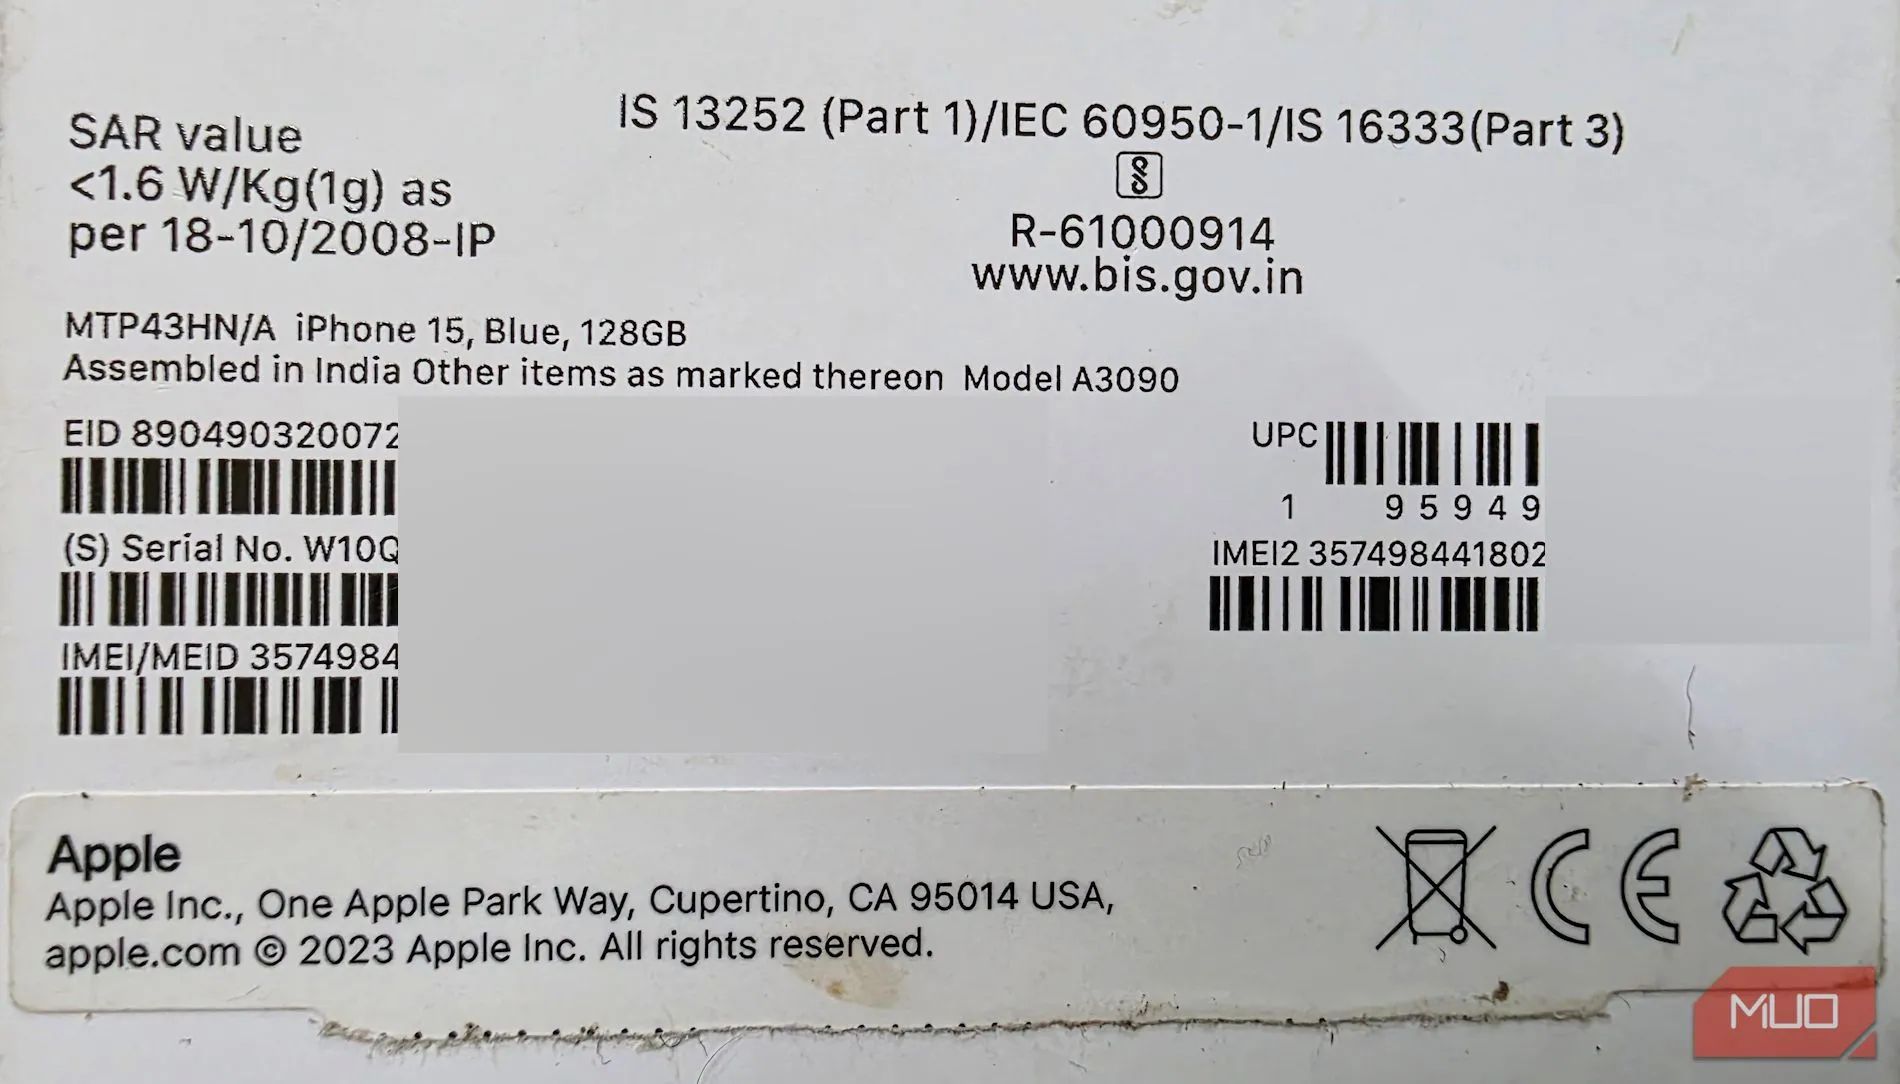 SAR value
<1.6 W/Kg(1g) as
per 18-10/2008-IP
IS 13252 (Part 1)/IEC 60950-1/IS 16333(Part 3)
R-61000914
www.bis.gov.in
MTP43HN/A iPhone 15, Blue, 128GB
Assembled in India Other items as marked thereon Model A3090
EID 890490320072
(S) Serial No. W10Q
IMEI/MEID 3574984
UPC
1 95949
IMEI2 357498441802
Apple
Apple Inc., One Apple Park Way, Cupertino, CA 95014 USA,
apple.com © 2023 Apple Inc. All rights reserved.
CE
MUO